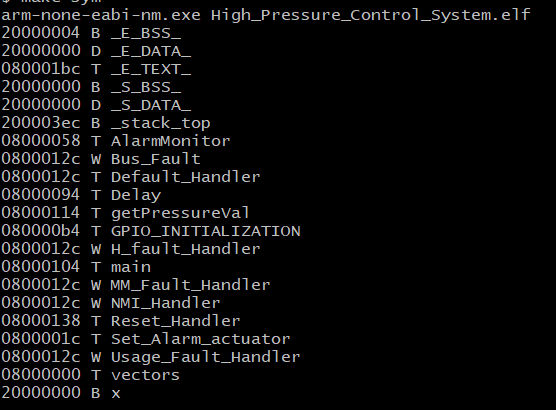 $ make sym
arm-none-eabi-nm.exe High_Pressure_Control_System.elf
20000004 B _E_BSS_
20000000 D _E_DATA_
080001bc T _E_TEXT_
20000000 B _S_BSS_
20000000 D _S_DATA_
200003ec B _stack_top
08000058 T AlarmMonitor
0800012c W Bus_Fault
0800012c T Default_Handler
08000094 T Delay
08000114 T getPressureVal
080000b4 T GPIO_INITIALIZATION
0800012c W H_fault_Handler
08000104 T main
0800012c W MM_Fault_Handler
0800012c W NMI_Handler
08000138 T Reset_Handler
0800001c T Set_Alarm_actuator
0800012c W Usage_Fault_Handler
08000000 T vectors
20000000 B x